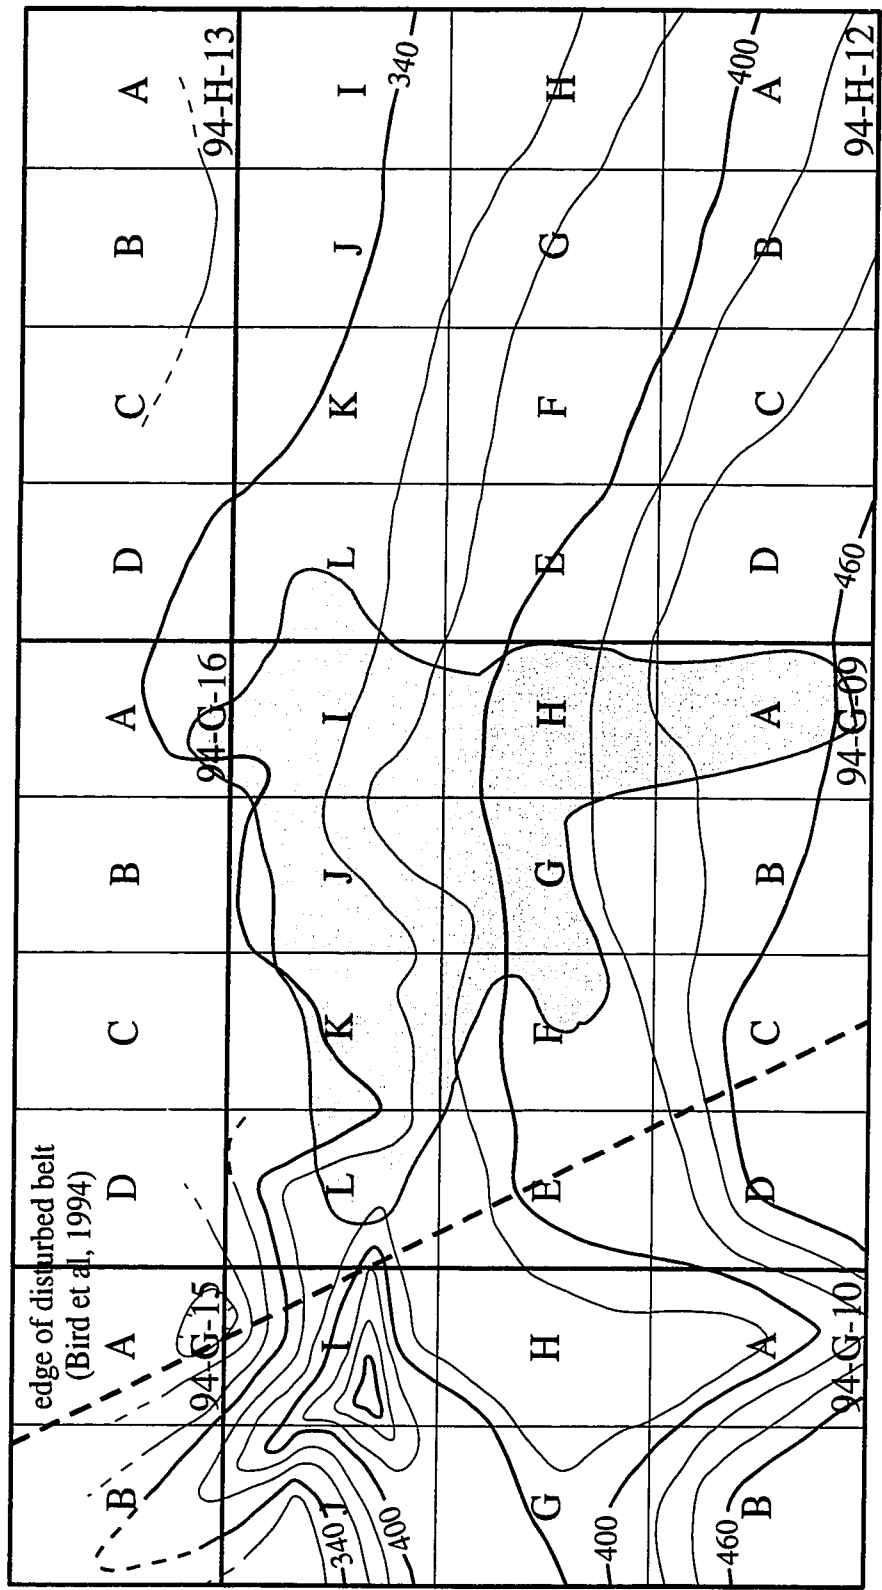 edge of disturbed belt
(Bird et al, 1994)
B
A
D
C
B
A
D
C
B
A
94-G-15
94-G-16
94-H-13
J
I
L
K
J
I
L
K
J
I
340
400
340
G
H
E
F
G
H
E
F
G
H
400
400
B
A
D
C
B
A
D
C
B
A
460
460
94-G-10
94-G-09
94-H-12